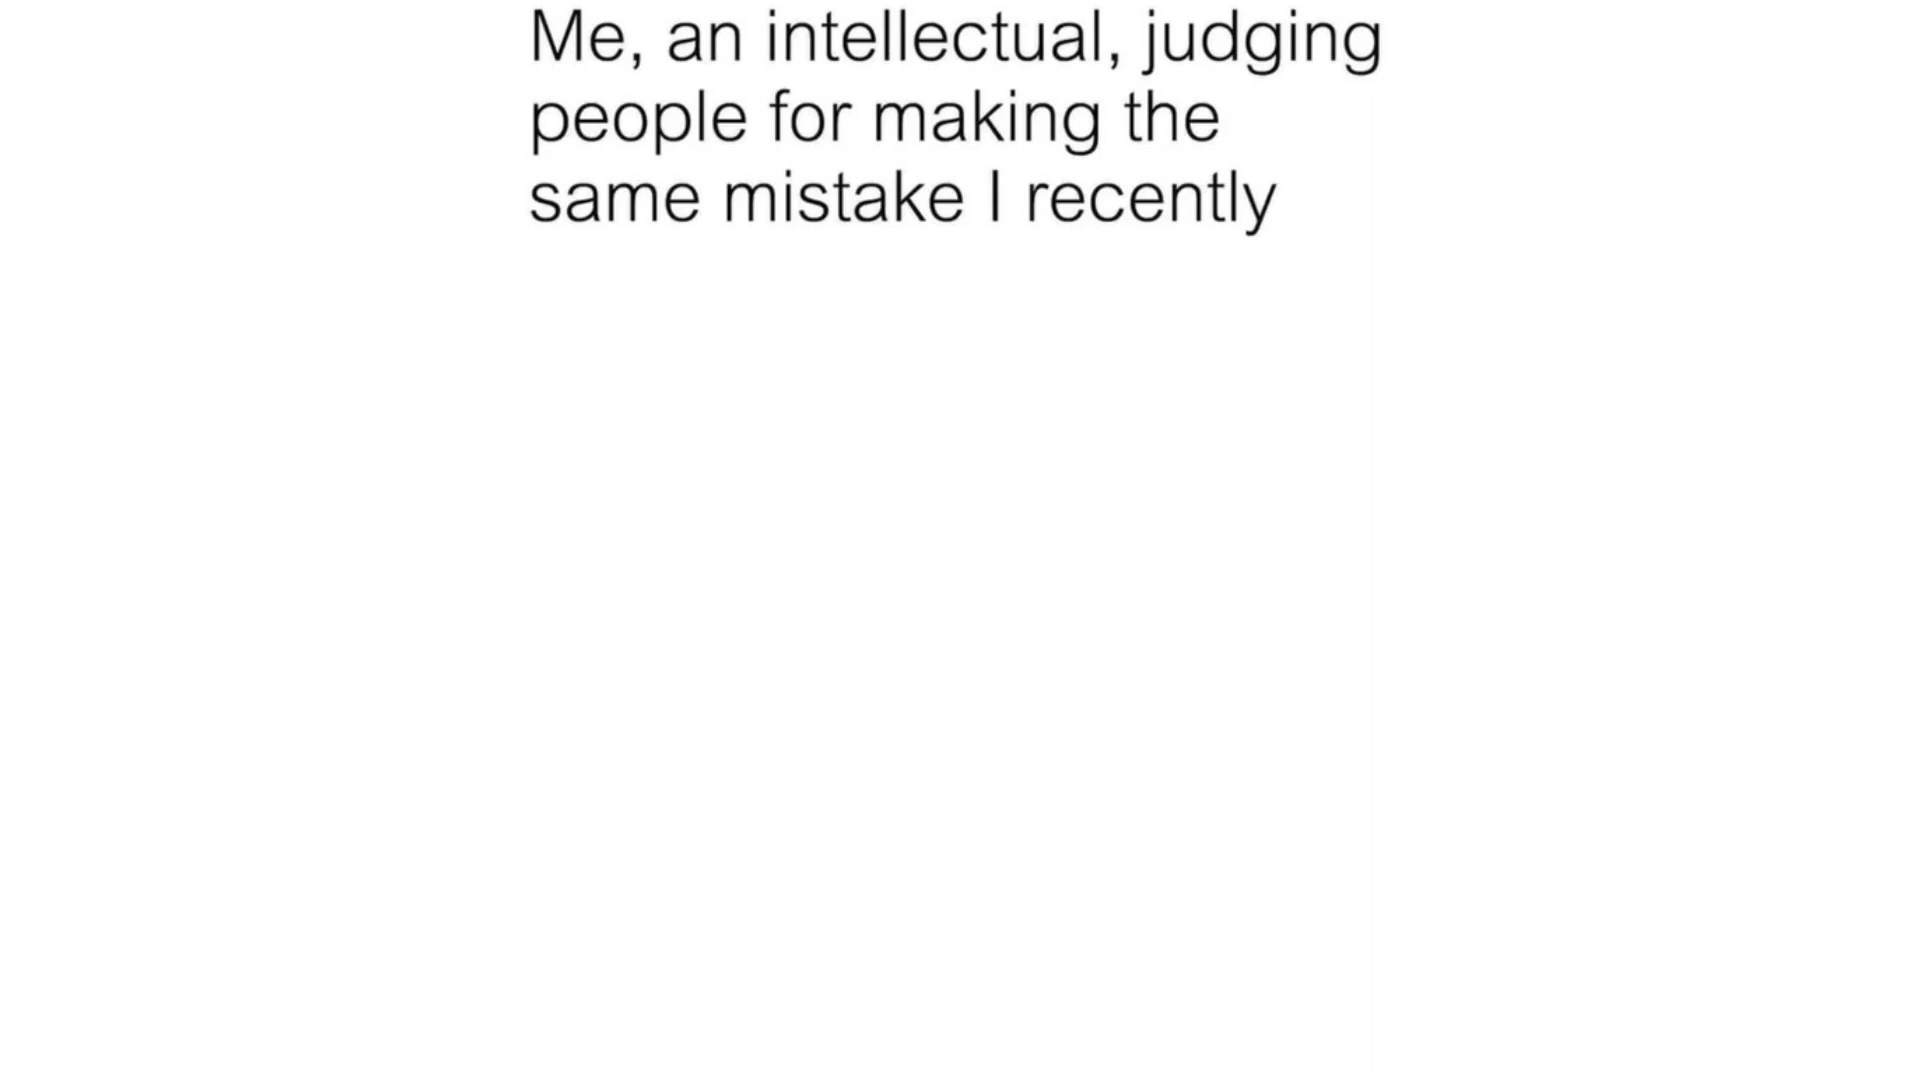 Me, an intellectual, judging
people for making the
same mistake I recently